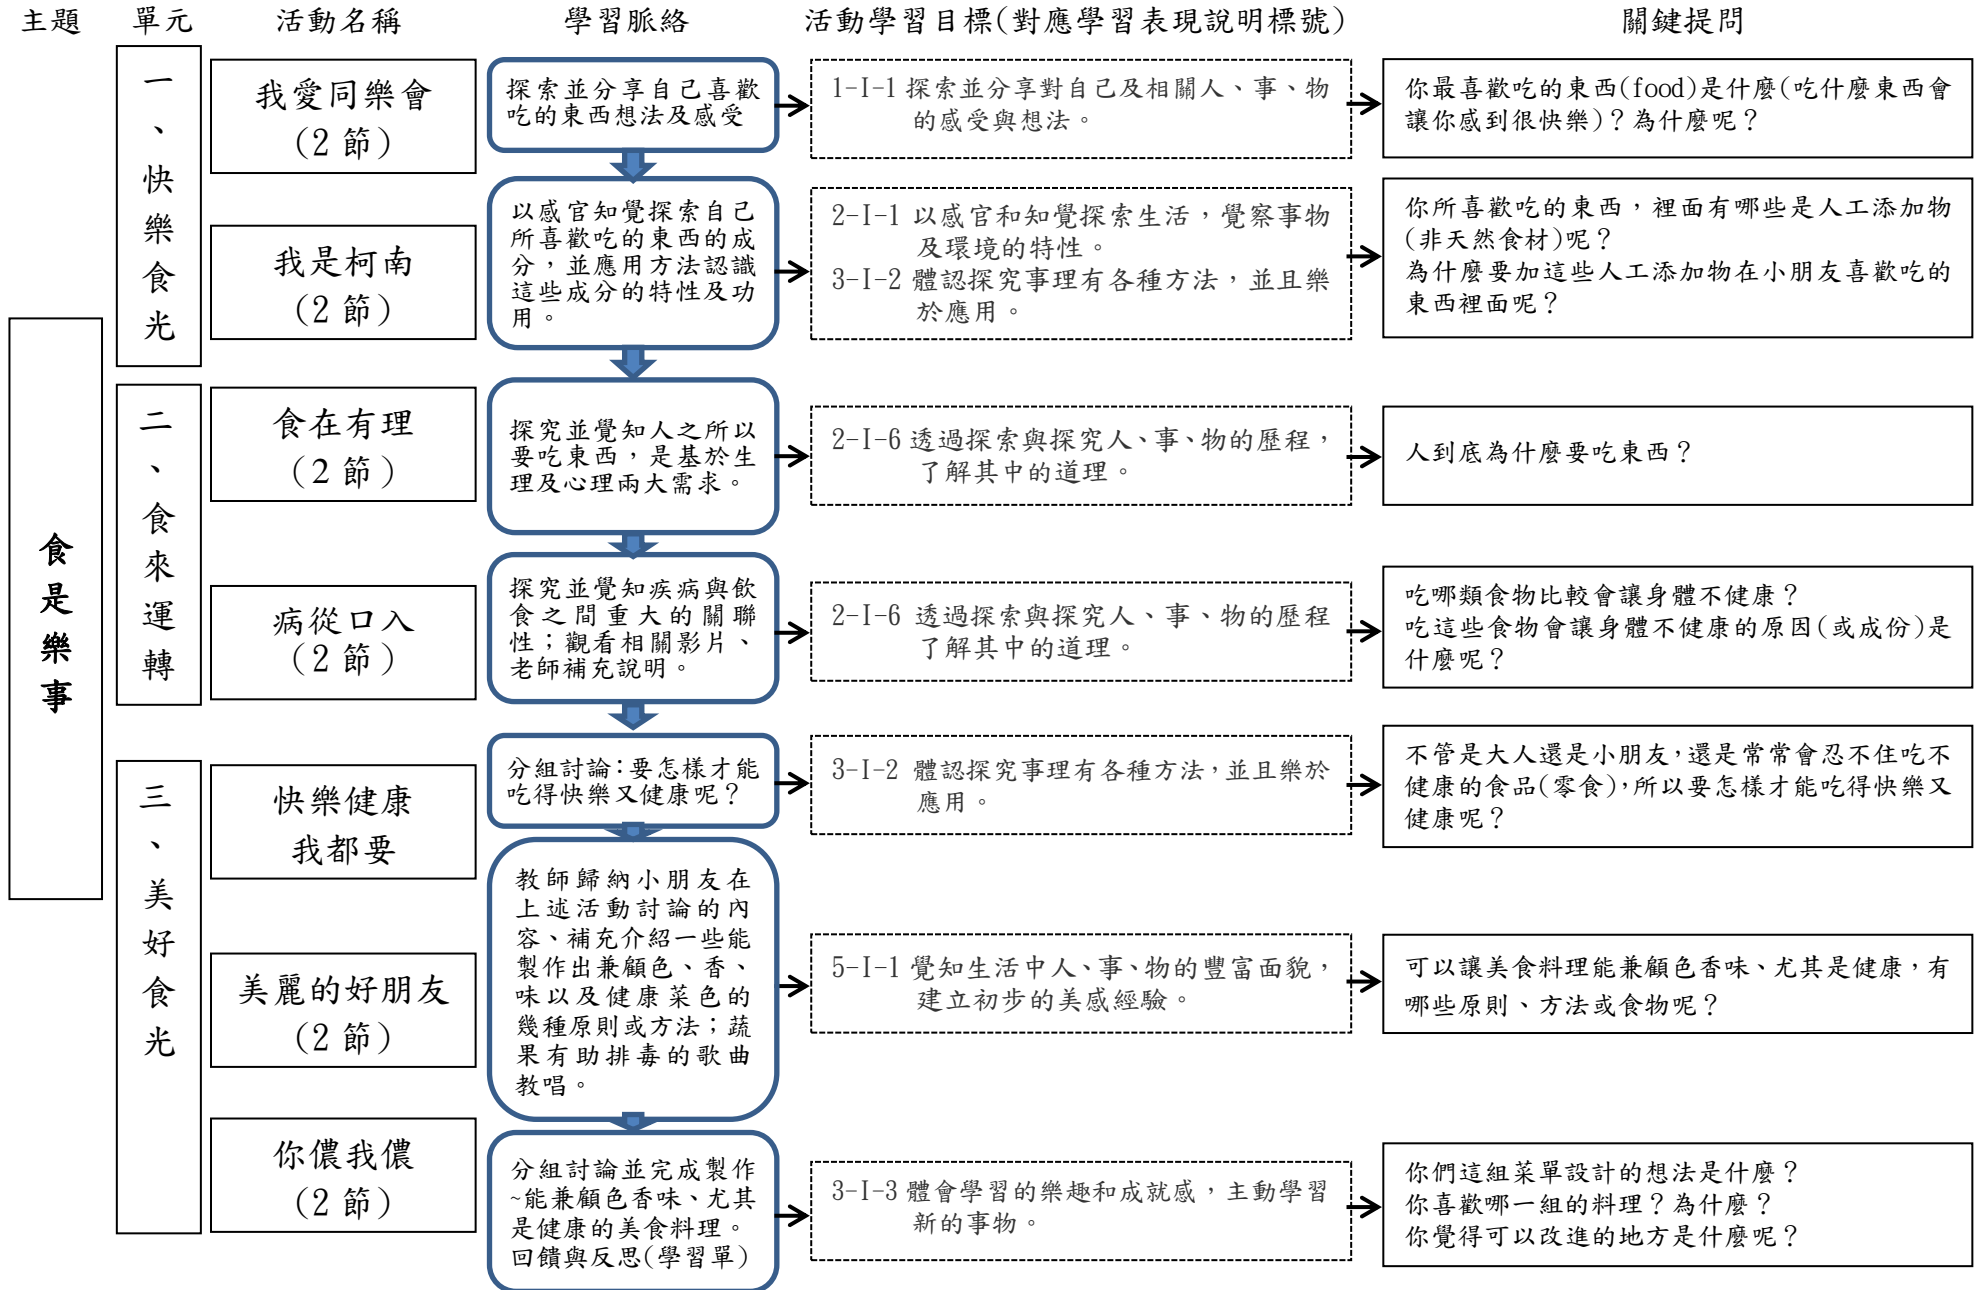 主題 單元 活動名稱 學習脈絡 活動學習目標(對應學習表現說明標號) 關鍵提問
食是樂事
一、快樂食光
我愛同樂會
(2 節)
探索並分享自己喜歡
吃的東西想法及感受
1-I-1 探索並分享對自己及相關人、事、物
的感受與想法。
你最喜歡吃的東西(food)是什麼(吃什麼東西會
讓你感到很快樂)？為什麼呢？
我是柯南
(2 節)
以感官知覺探索自己
所喜歡吃的東西的成
分，並應用方法認識
這些成分的特性及功
用。
2-I-1 以感官和知覺探索生活，覺察事物
及環境的特性。
3-I-2 體認探究事理有各種方法，並且樂
於應用。
你所喜歡吃的東西，裡面有哪些是人工添加物
(非天然食材)呢？
為什麼要加這些人工添加物在小朋友喜歡吃的
東西裡面呢？
二、食來運轉
食在有理
(2 節)
探究並覺知人之所以
要吃東西，是基於生
理及心理兩大需求。
2-I-6 透過探索與探究人、事、物的歷程，
了解其中的道理。
人到底為什麼要吃東西？
病從口入
(2 節)
探究並覺知疾病與飲
食之間重大的關聯
性；觀看相關影片、
老師補充說明。
2-I-6 透過探索與探究人、事、物的歷程
了解其中的道理。
吃哪類食物比較會讓身體不健康？
吃這些食物會讓身體不健康的原因(或成份)是
什麼呢？
三、美好食光
快樂健康
我都要
分組討論：要怎樣才能
吃得快樂又健康呢？
3-I-2 體認探究事理有各種方法，並且樂於
應用。
不管是大人還是小朋友，還是常常會忍不住吃不
健康的食品(零食)，所以要怎樣才能吃得快樂又
健康呢？
美麗的好朋友
(2 節)
教師歸納小朋友在
上述活動討論的內
容、補充介紹一些能
製作出兼顧色、香、
味以及健康菜色的
幾種原則或方法；蔬
果有助排毒的歌曲
教唱。
5-I-1 覺知生活中人、事、物的豐富面貌，
建立初步的美感經驗。
可以讓美食料理能兼顧色香味、尤其是健康，有
哪些原則、方法或食物呢？
你儂我儂
(2 節)
分組討論並完成製作
~能兼顧色香味、尤其
是健康的美食料理。
回饋與反思(學習單)
3-I-3 體會學習的樂趣和成就感，主動學習
新的事物。
你們這組菜單設計的想法是什麼？
你喜歡哪一組的料理？為什麼？
你覺得可以改進的地方是什麼呢？